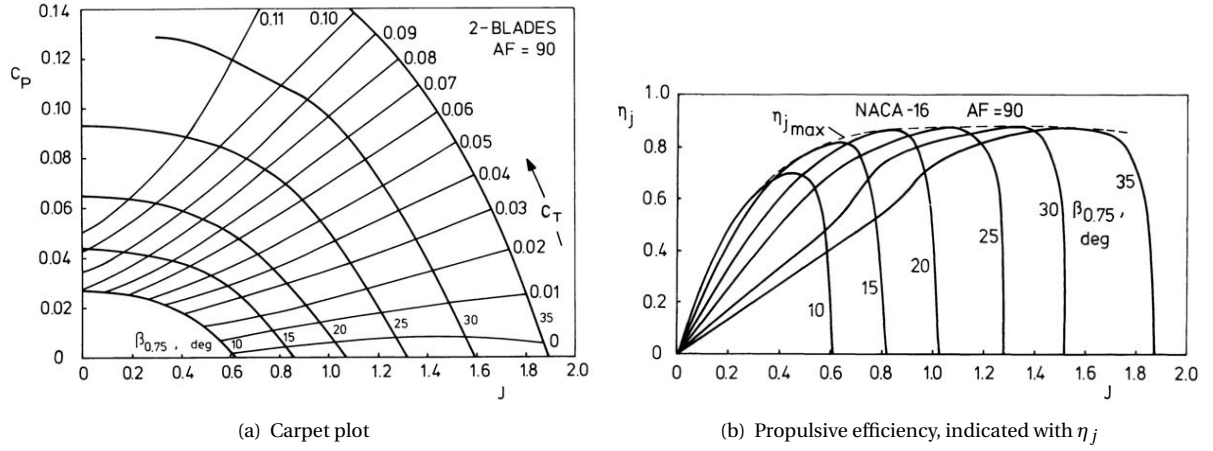 0.14
0.12
C_P
0.10
0.08
0.06
0.04
0.02
0
0 0.2 0.4 0.6 0.8 1.0 1.2 1.4 1.6 1.8 2.0
J
2-BLADES
AF = 90
0.11
0.10
0.09
0.08
0.07
0.06
0.05
0.04
0.03
0.02
0.01
0
C_T
β_0.75 , deg
10
15
20
25
30
35
(a) Carpet plot
1.0
η_j
0.8
0.6
0.4
0.2
0
0 0.2 0.4 0.6 0.8 1.0 1.2 1.4 1.6 1.8 2.0
J
NACA-16 AF=90
η_j max
10
15
20
25
30
35
β_0.75 ,
deg
(b) Propulsive efficiency, indicated with η_j